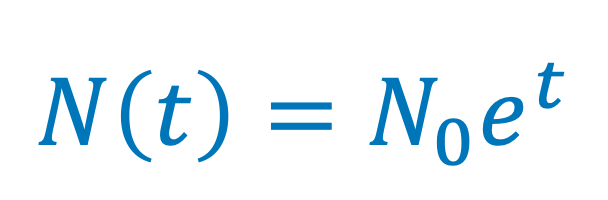 N(t) = N₀eᵗ